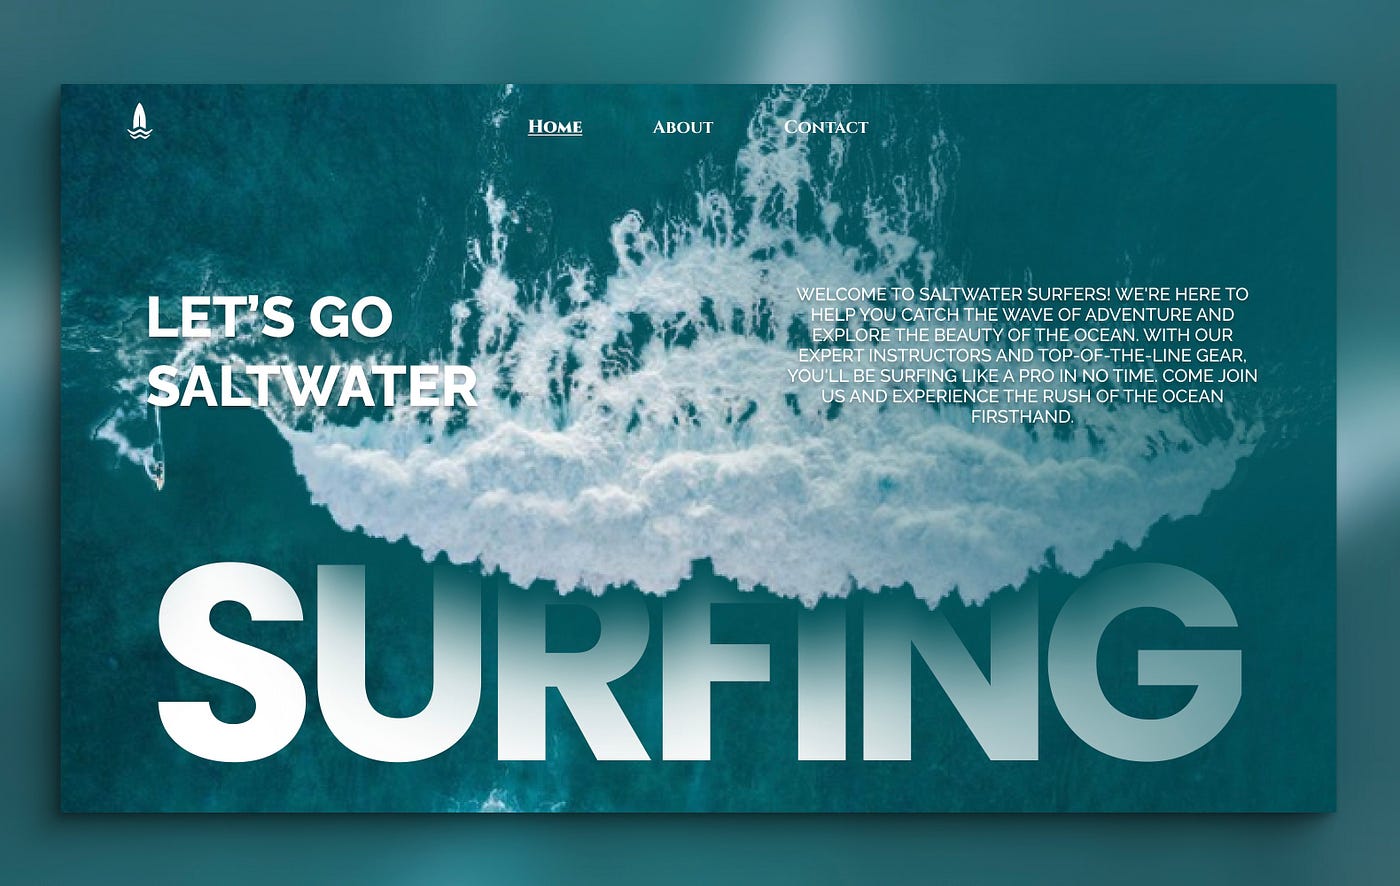 Home About Contact
LET'S GO
SALTWATER
WELCOME TO SALTWATER SURFERS! WE'RE HERE TO
HELP YOU CATCH THE WAVE OF ADVENTURE AND
EXPLORE THE BEAUTY OF THE OCEAN. WITH OUR
EXPERT INSTRUCTORS AND TOP-OF-THE-LINE GEAR,
YOU'LL BE SURFING LIKE A PRO IN NO TIME. COME JOIN
US AND EXPERIENCE THE RUSH OF THE OCEAN
FIRSTHAND.
SURFING